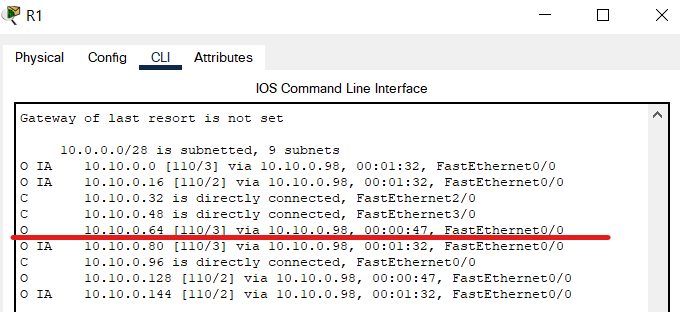 R1
Physical Config CLI Attributes
IOS Command Line Interface
Gateway of last resort is not set
10.0.0.0/28 is subnetted, 9 subnets
O IA 10.10.0.0 [110/3] via 10.10.0.98, 00:01:32, FastEthernet0/0
O IA 10.10.0.16 [110/2] via 10.10.0.98, 00:01:32, FastEthernet0/0
C 10.10.0.32 is directly connected, FastEthernet2/0
C 10.10.0.48 is directly connected, FastEthernet3/0
O 10.10.0.64 [110/3] via 10.10.0.98, 00:00:47, FastEthernet0/0
O IA 10.10.0.80 [110/3] via 10.10.0.98, 00:01:32, FastEthernet0/0
C 10.10.0.96 is directly connected, FastEthernet0/0
O 10.10.0.128 [110/2] via 10.10.0.98, 00:00:47, FastEthernet0/0
O IA 10.10.0.144 [110/2] via 10.10.0.98, 00:01:32, FastEthernet0/0